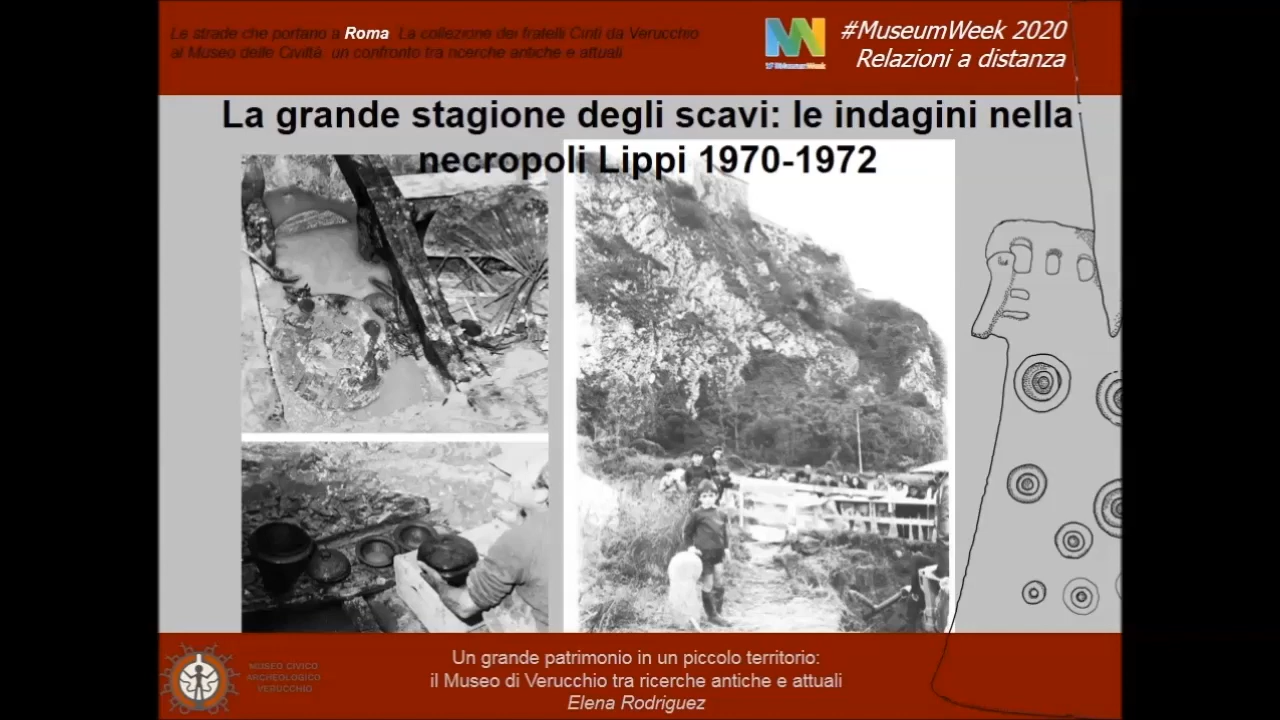 Le strade che portano a Roma La collezione dei fratelli Cinti da Verucchio
al Museo delle Civiltà un confronto tra ricerche antiche e attuali
#MuseumWeek 2020
Relazioni a distanza
La grande stagione degli scavi: le indagini nella
necropoli Lippi 1970-1972
MUSEO CIVICO
ARCHEOLOGICO
VERUCCHIO
Un grande patrimonio in un piccolo territorio:
il Museo di Verucchio tra ricerche antiche e attuali
Elena Rodriguez